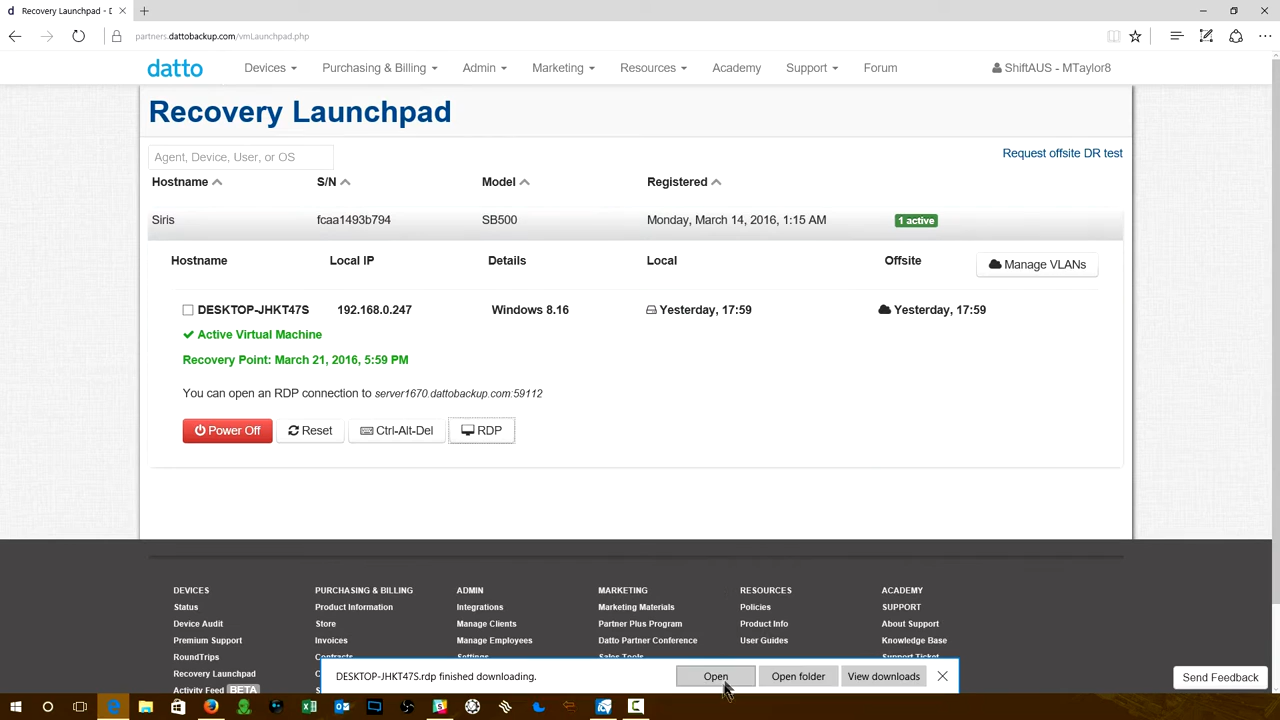 d Recovery Launchpad - D
partners.dattobackup.com/vmLaunchpad.php
datto Devices Purchasing & Billing Admin Marketing Resources Academy Support Forum ShiftAUS - MTaylor8
Recovery Launchpad
Agent, Device, User, or OS
Request offsite DR test
Hostname S/N Model Registered
Siris fcaa1493b794 SB500 Monday, March 14, 2016, 1:15 AM 1 active
Hostname Local IP Details Local Offsite Manage VLANs
DESKTOP-JHKT47S 192.168.0.247 Windows 8.16 Yesterday, 17:59 Yesterday, 17:59
Active Virtual Machine
Recovery Point: March 21, 2016, 5:59 PM
You can open an RDP connection to server1670.dattobackup.com:59112
Power Off Reset Ctrl-Alt-Del RDP
DEVICES PURCHASING & BILLING ADMIN MARKETING RESOURCES ACADEMY
Status Product Information Integrations Marketing Materials Policies SUPPORT
Device Audit Store Manage Clients Partner Plus Program Product Info About Support
Premium Support Invoices Manage Employees Datto Partner Conference User Guides Knowledge Base
RoundTrips Contracts Settings Sales Tools Support Ticket
Recovery Launchpad
Activity Feed BETA
DESKTOP-JHKT47S.rdp finished downloading. Open Open folder View downloads
Send Feedback